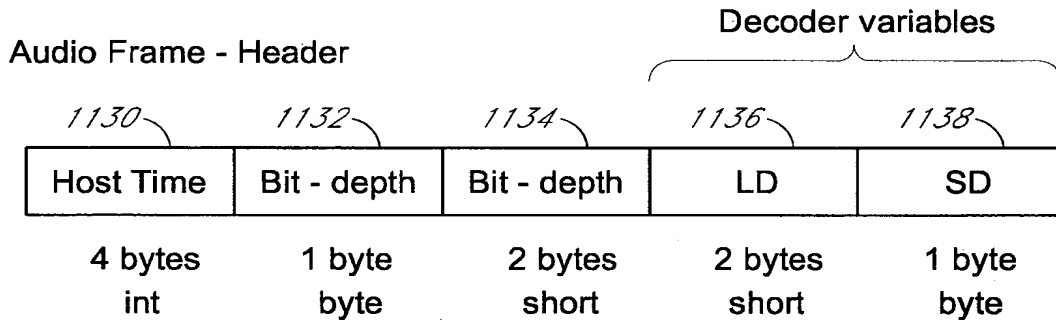 Decoder variables
Audio Frame - Header
1130 1132 1134 1136 1138
Host Time Bit - depth Bit - depth LD SD
4 bytes 1 byte 2 bytes 2 bytes 1 byte
int byte short short byte